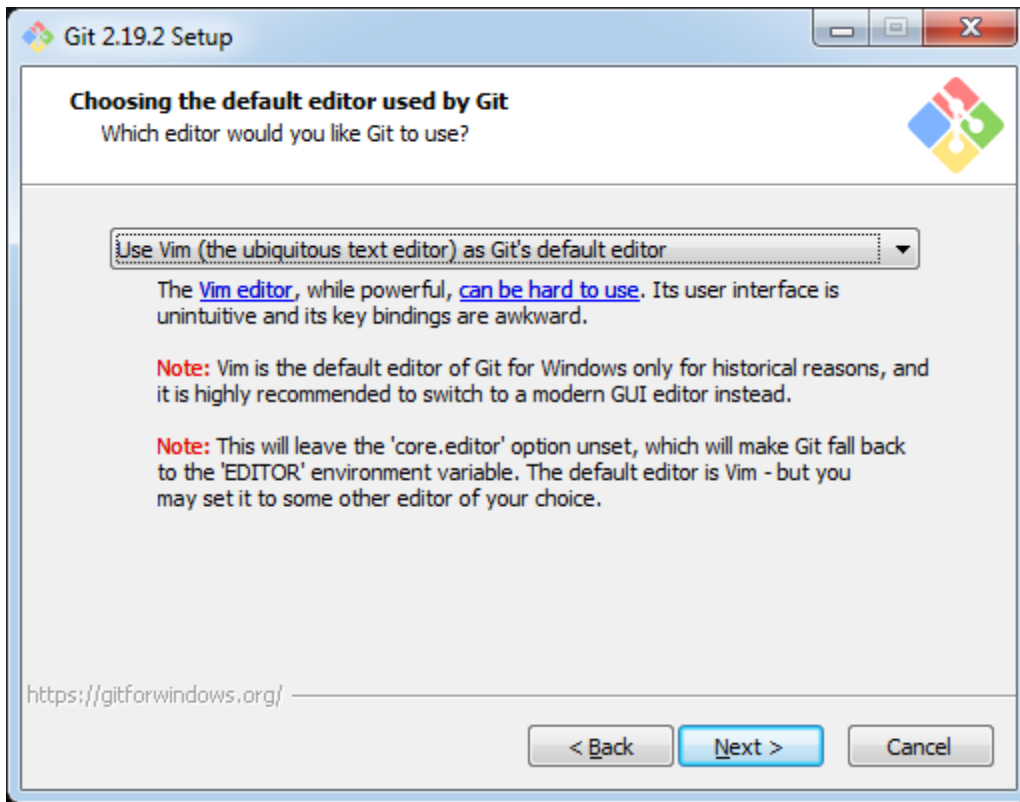 Git 2.19.2 Setup
Choosing the default editor used by Git
Which editor would you like Git to use?
Use Vim (the ubiquitous text editor) as Git's default editor
The Vim editor, while powerful, can be hard to use. Its user interface is
unintuitive and its key bindings are awkward.
Note: Vim is the default editor of Git for Windows only for historical reasons, and
it is highly recommended to switch to a modern GUI editor instead.
Note: This will leave the 'core.editor' option unset, which will make Git fall back
to the 'EDITOR' environment variable. The default editor is Vim - but you
may set it to some other editor of your choice.
https://gitforwindows.org/
< Back
Next >
Cancel